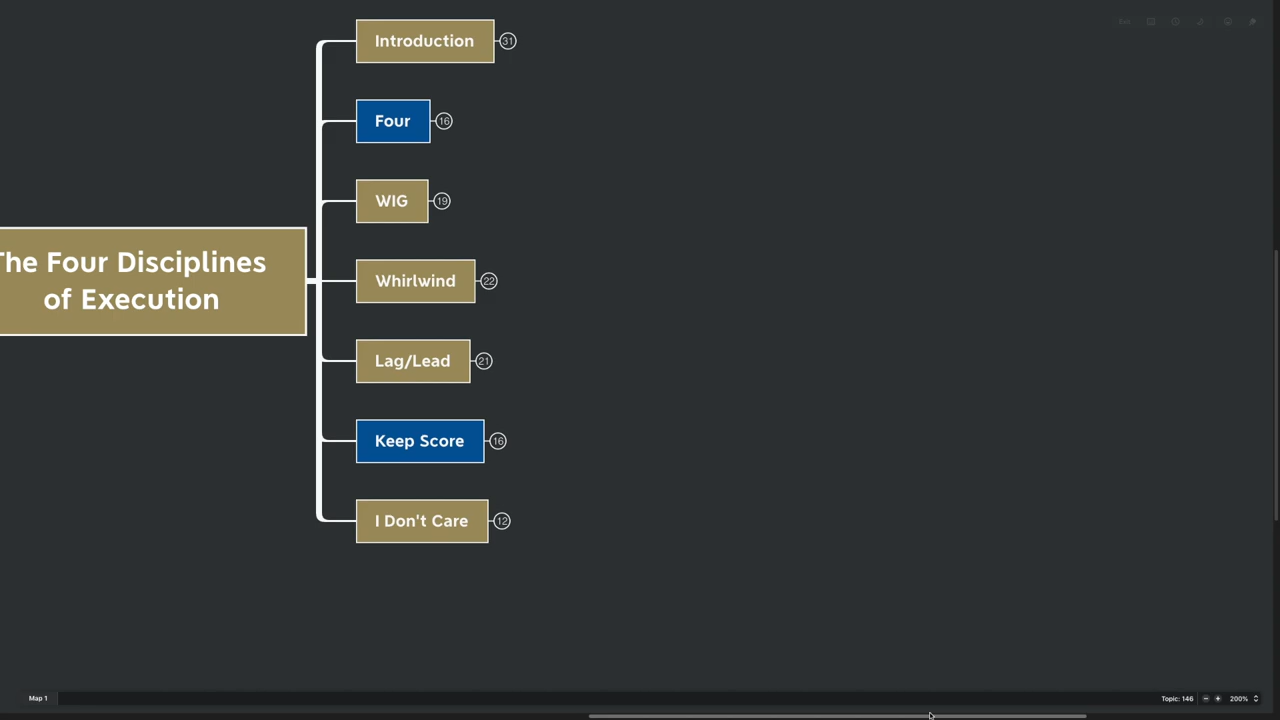 Introduction
31
Four
16
WIG
19
The Four Disciplines
of Execution
Whirlwind
22
Lag/Lead
21
Keep Score
16
I Don't Care
12
Map 1
Topic: 146
200%